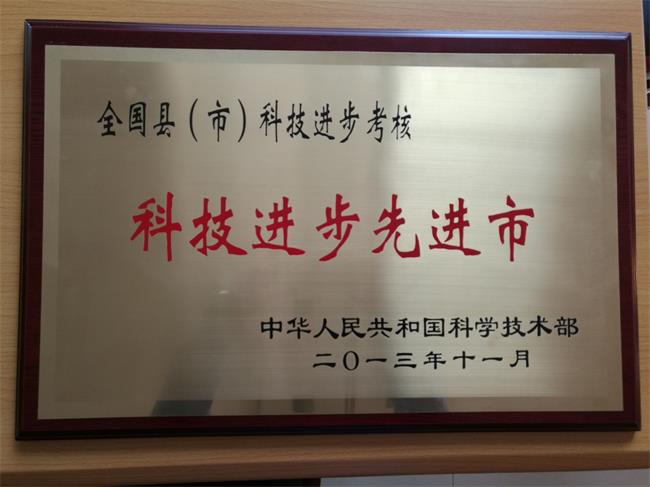 全国县(市)科技进步考核
科技进步先进市
中华人民共和国科学技术部
二〇一三年十一月